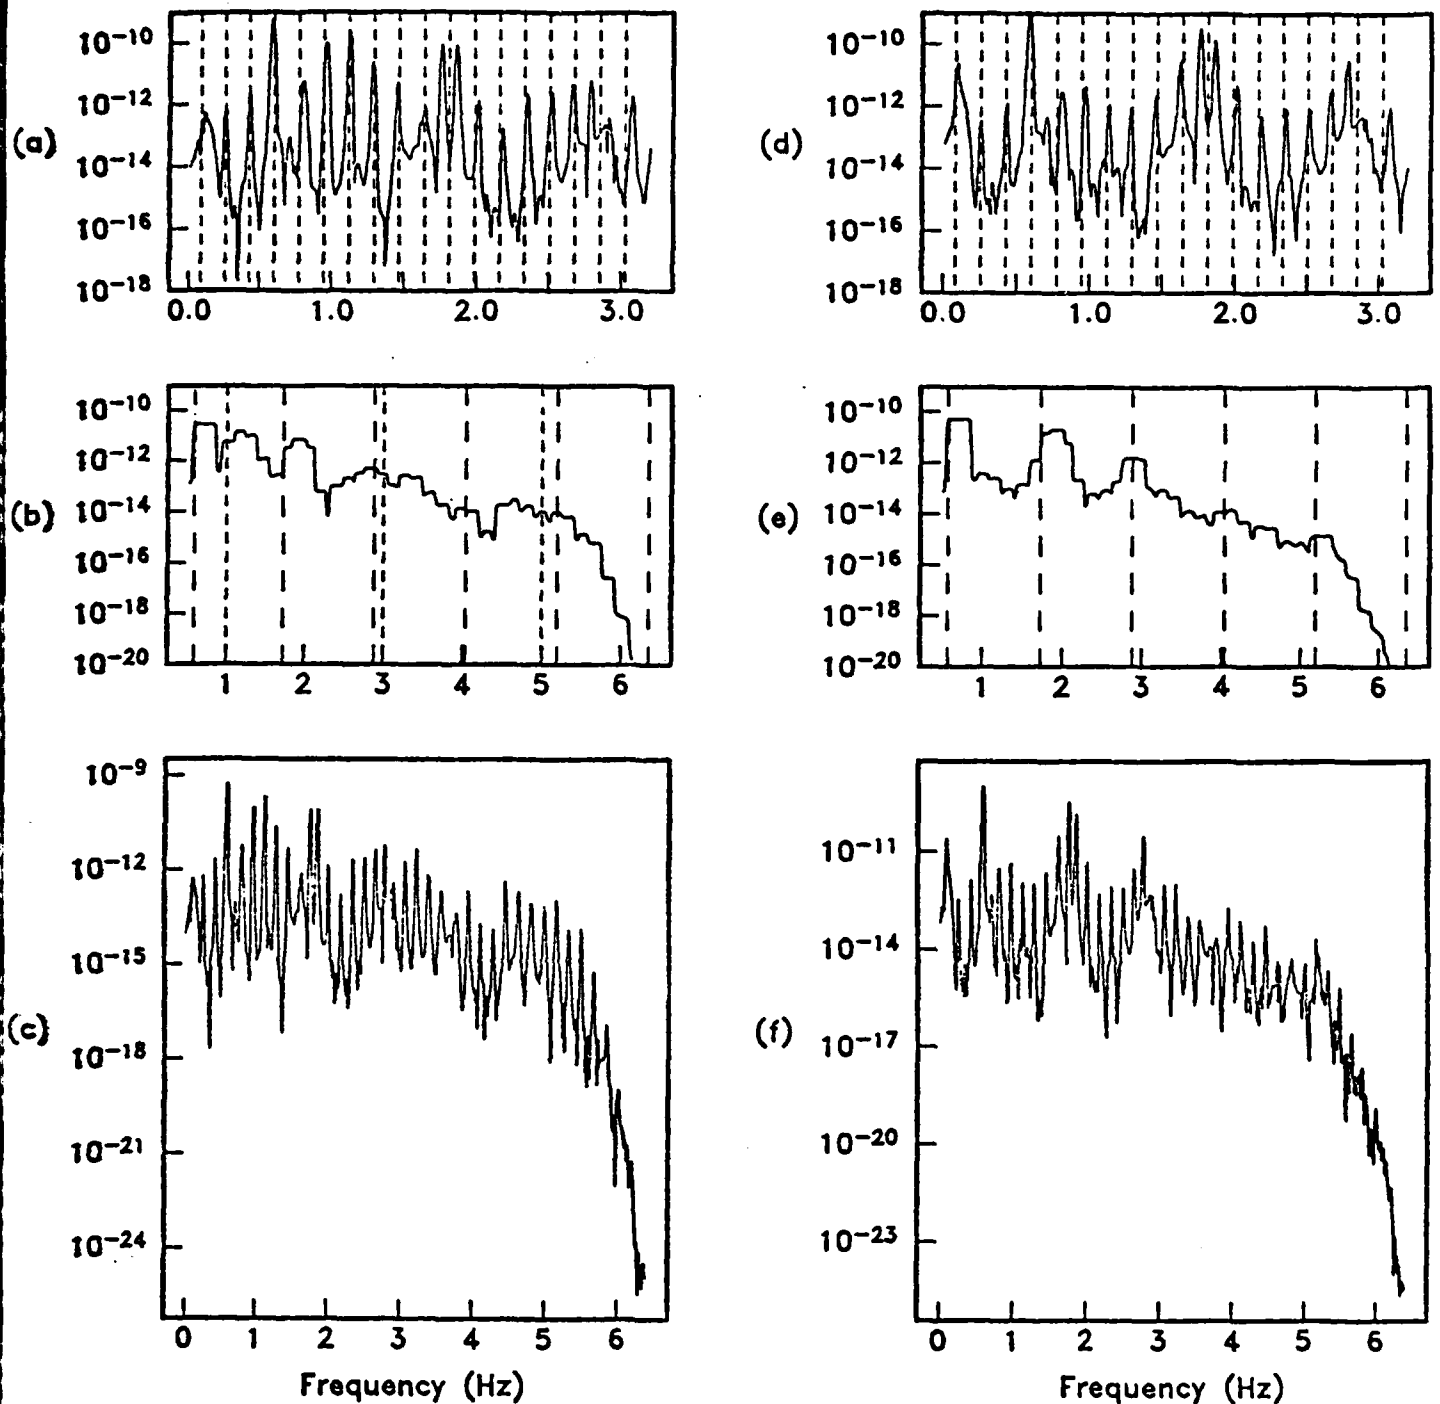 (a)
10⁻¹⁰
10⁻¹²
10⁻¹⁴
10⁻¹⁶
10⁻¹⁸
0.0 1.0 2.0 3.0
(d)
10⁻¹⁰
10⁻¹²
10⁻¹⁴
10⁻¹⁶
10⁻¹⁸
0.0 1.0 2.0 3.0
(b)
10⁻¹⁰
10⁻¹²
10⁻¹⁴
10⁻¹⁶
10⁻¹⁸
10⁻²⁰
1 2 3 4 5 6
(e)
10⁻¹⁰
10⁻¹²
10⁻¹⁴
10⁻¹⁶
10⁻¹⁸
10⁻²⁰
1 2 3 4 5 6
(c)
10⁻⁹
10⁻¹²
10⁻¹⁵
10⁻¹⁸
10⁻²¹
10⁻²⁴
0 1 2 3 4 5 6
Frequency (Hz)
(f)
10⁻¹¹
10⁻¹⁴
10⁻¹⁷
10⁻²⁰
10⁻²³
0 1 2 3 4 5 6
Frequency (Hz)